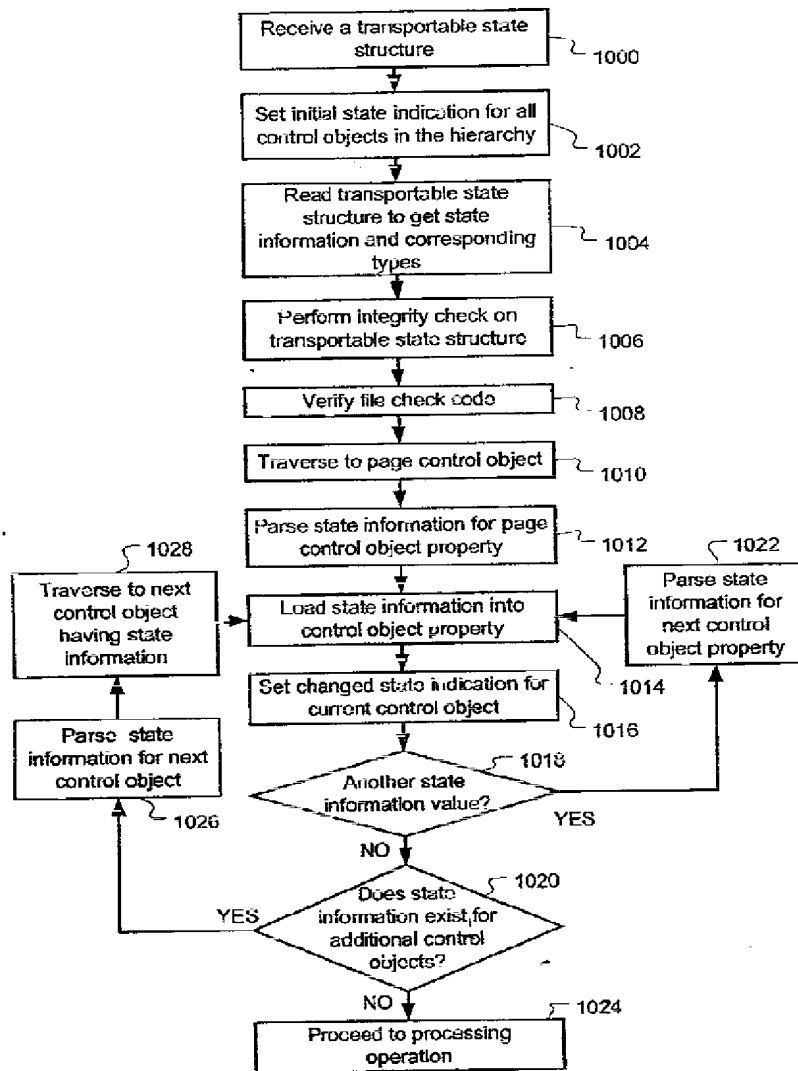 Receive a transportable state
structure
1000
Set initial state indication for all
control objects in the hierarchy
1002
Read transportable state
structure to get state
information and corresponding
types
1004
Perform integrity check on
transportable state structure
1006
Verify file check code
1008
Traverse to page control object
1010
Parse state information for page
control object property
1012
1028
Traverse to next
control object
having state
information
Load state information into
control object property
1014
1022
Parse state
information for
next control
object property
Set changed state indication for
current control object
1016
Parse state
information for next
control object
1026
1018
Another state
information value?
YES
NO
1020
Does state
information exist for
additional control
objects?
YES
NO
1024
Proceed to processing
operation